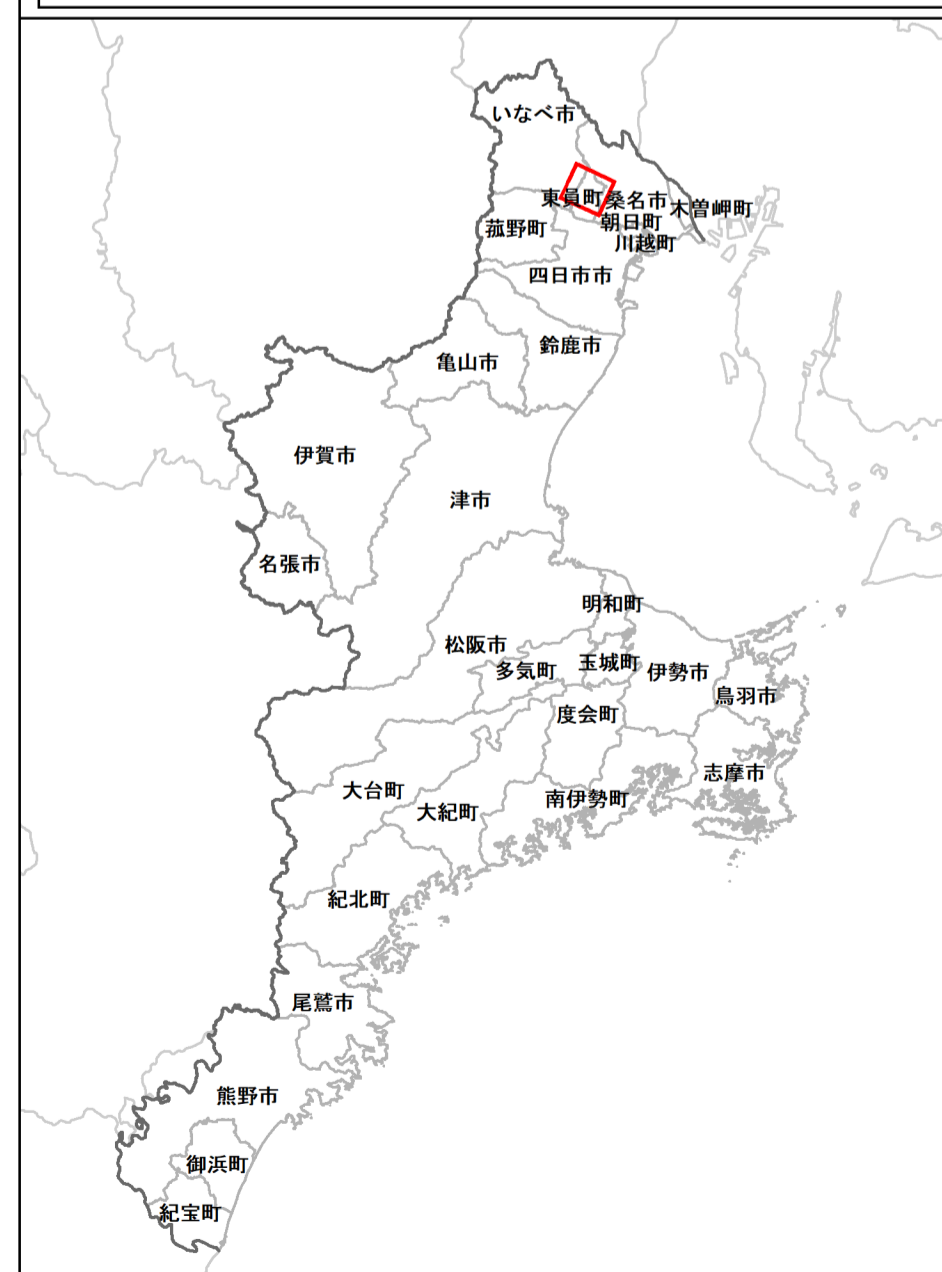 いなべ市
東員町
桑名市
木曽岬町
菰野町
朝日町
川越町
四日市市
鈴鹿市
亀山市
伊賀市
津市
名張市
明和町
松阪市
多気町
玉城町
伊勢市
鳥羽市
度会町
志摩市
大台町
南伊勢町
大紀町
紀北町
尾鷲市
熊野市
御浜町
紀宝町